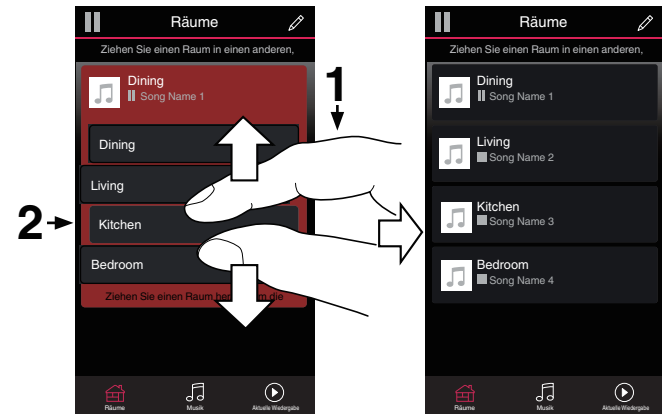 Räume
Ziehen Sie einen Raum in einen anderen,
Dining
Song Name 1
Dining
Living
Kitchen
Bedroom
Ziehen Sie einen Raum die
Räume
Musik
Aktuelle Wiedergabe
1
2
Räume
Ziehen Sie einen Raum in einen anderen,
Dining
Song Name 1
Living
Song Name 2
Kitchen
Song Name 3
Bedroom
Song Name 4
Räume
Musik
Aktuelle Wiedergabe